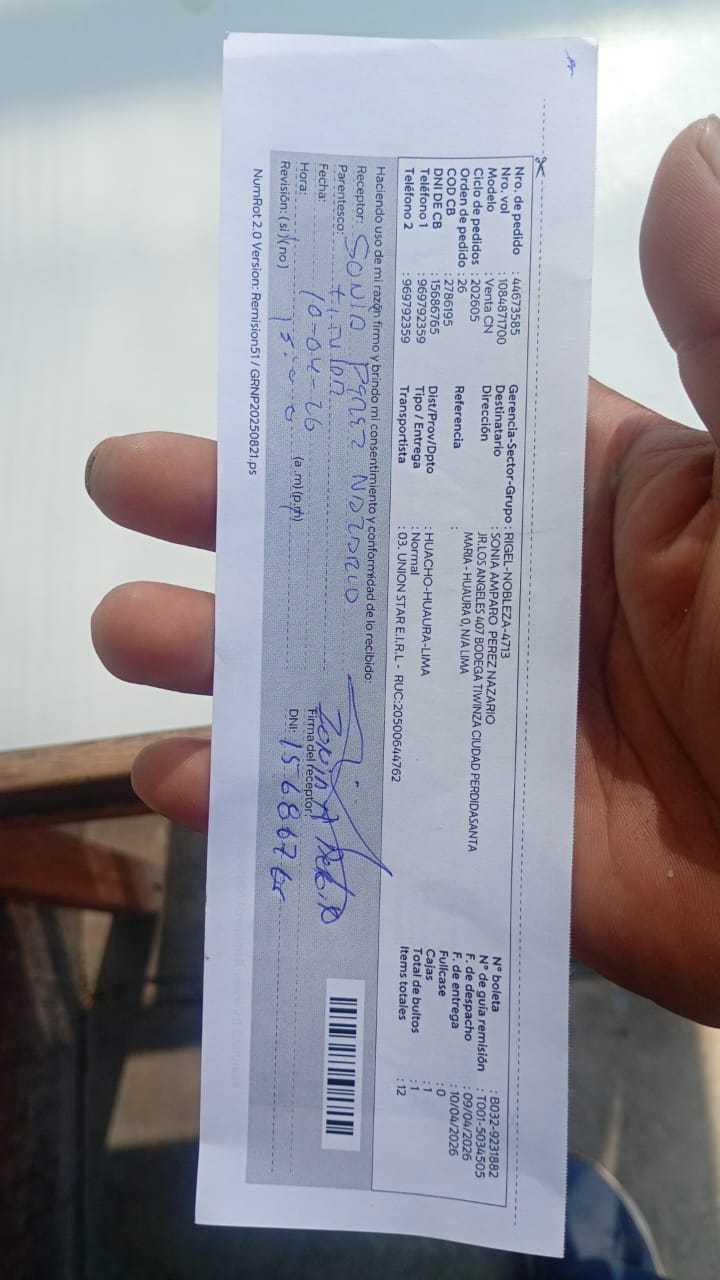 Nro. de pedido : 44673585
Nro. vol : 1084871700
Modelo : Venta CN
Ciclo de pedidos : 202605
Orden de pedido : 26
COD CB : 2786195
DNI DE CB : 15686765
Teléfono 1 : 969792359
Teléfono 2 : 969792359
Gerencia-Sector-Grupo : RIGEL-NOBLEZA-4713
Destinatario : SONIA AMPARO PEREZ NAZARIO
Dirección : JR.LOS ANGELES 407 BODEGA TIWINZA CIUDAD PERDIDASANTA
MARIA - HUAURA 0, N/A LIMA
Referencia :
Dist/Prov/Dpto : HUACHO-HUAURA-LIMA
Tipo / Entrega : Normal
Transportista : 03. UNION STAR E.I.R.L - RUC:20500644762
N° boleta : B032-9231882
N° de guía remisión : T001-5034505
F. de despacho : 09/04/2026
F. de entrega : 10/04/2026
Fullcase : 0
Cajas : 1
Total de bultos : 1
Items totales : 12
Haciendo uso de mi razón firmo y brindo mi consentimiento y conformidad de lo recibido:
Receptor: SONIA PEREZ NAZARIO
Parentesco: titular
Fecha: 10-04-26
Hora: (a.m)(p.m)
Revisión: (si)(no)
Firma del receptor
DNI:
NumRot 2.0 Version: Remision51 / GRNP20250821.ps